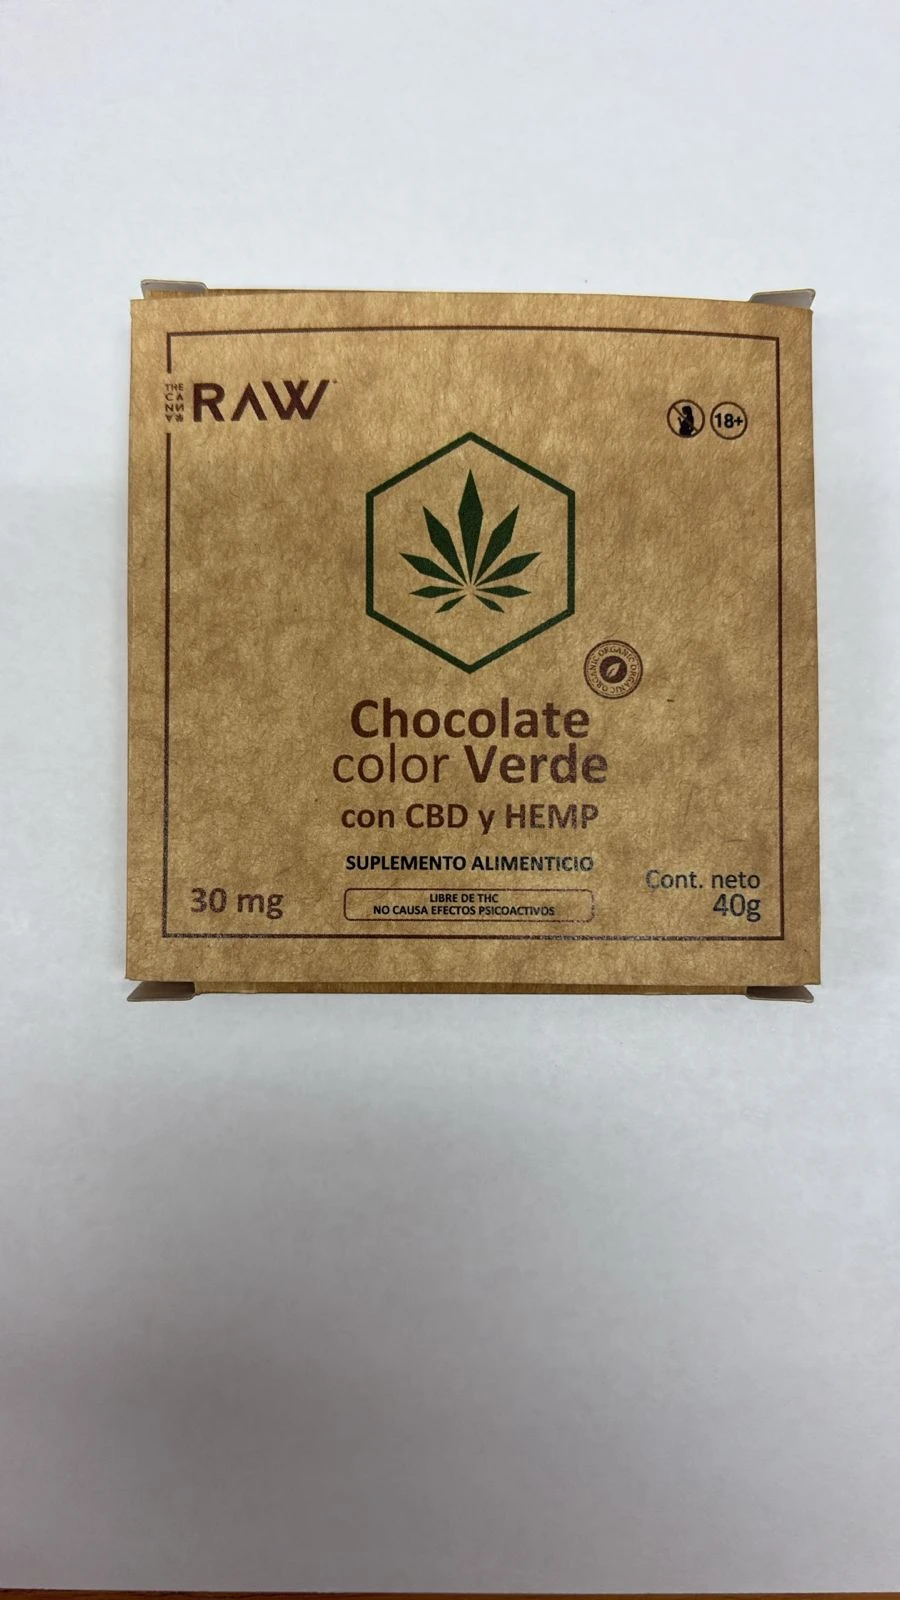 THE
CANNA
RAW
18+
ORGANIC ORGANIC ORGANIC
Chocolate
color Verde
con CBD y HEMP
SUPLEMENTO ALIMENTICIO
30 mg
LIBRE DE THC
NO CAUSA EFECTOS PSICOACTIVOS
Cont. neto
40g